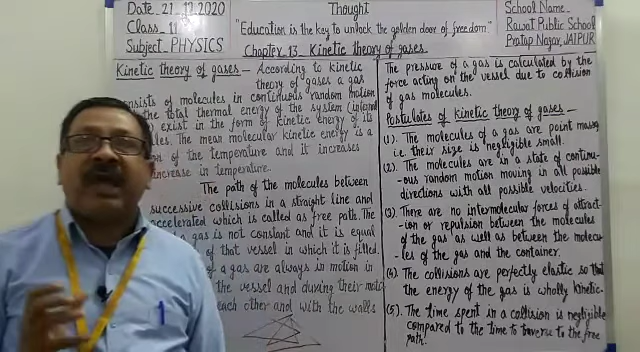 Date 21.12.2020
Class 11
Subject PHYSICS
Thought
"Education is the key to unlock the golden door of freedom"
Chapter 13 Kinetic theory of gases
School Name
Rawat Public School
Pratap Nagar, JAIPUR
Kinetic theory of gases — According to kinetic
theory of gases a gas
consists of molecules in continuous random motion
the total thermal energy of the system (internal
exist in the form of kinetic energy of its
The mean molecular kinetic energy is a
of the temperature and it increases
increase in temperature.
The path of the molecules between
successive collisions in a straight line and
accelerated which is called as free path. The
a gas is not constant and it is equal
of that vessel in which it is filled.
of a gas are always in motion in
the vessel and during their
each other and with the walls
The pressure of a gas is calculated by the
force acting on the vessel due to collision
of gas molecules.
Postulates of kinetic theory of gases —
(1). The molecules of a gas are point masses
i.e. their size is negligible small.
(2). The molecules are in a state of continu-
-ous random motion moving in all possible
directions with all possible velocities.
(3). There are no intermolecular forces of attract-
-ion or repulsion between the molecules
of the gas as well as between the molecu-
-les of the gas and the container.
(4). The collisions are perfectly elastic so that
the energy of the gas is wholly kinetic.
(5). The time spent in a collision is negligible
compared to the time to traverse to the free
path.